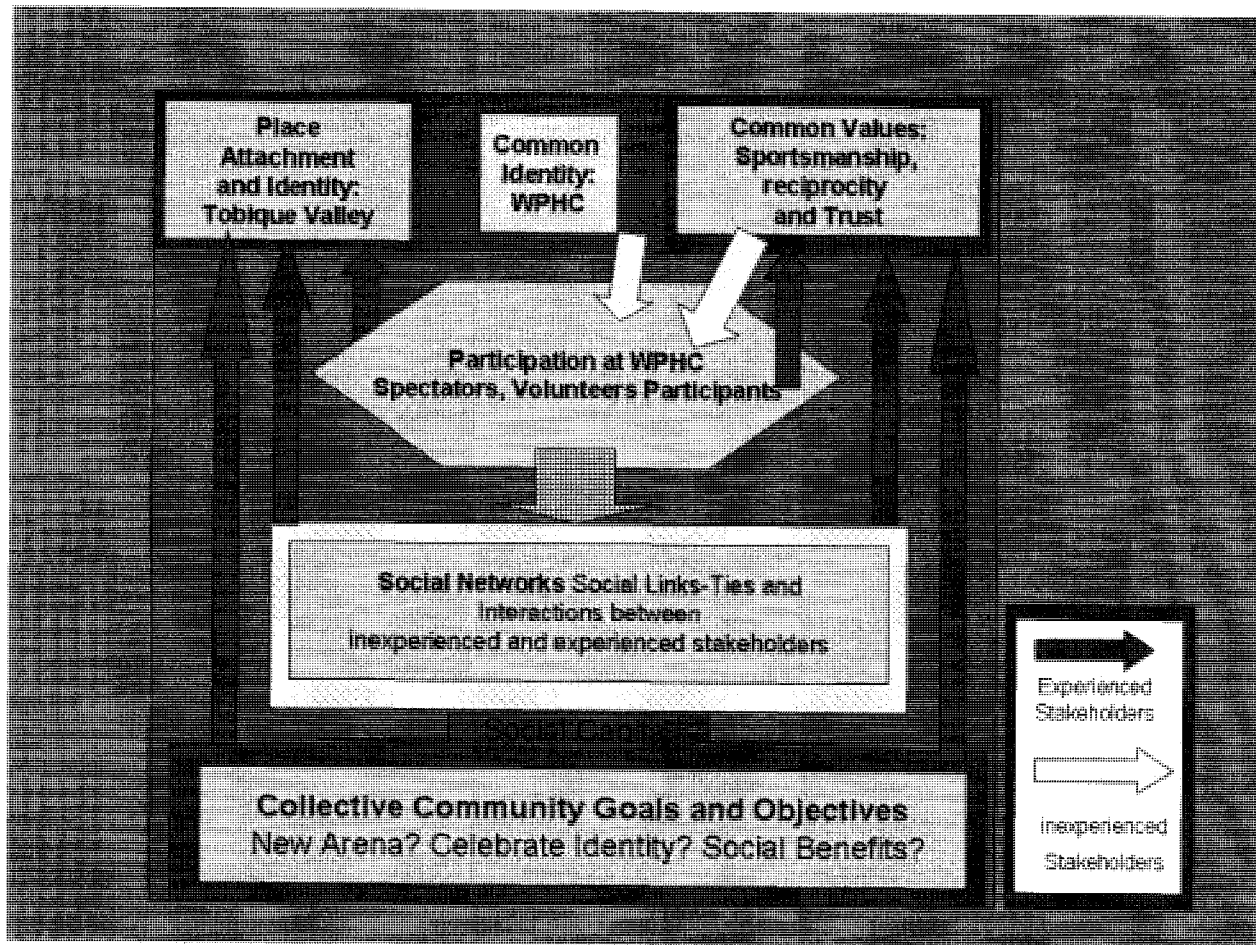 Place
Attachment
and Identity:
Tobique Valley
Common
Identity:
WPHC
Common Values:
Sportsmanship,
reciprocity
and Trust
Participation at WPHC
Spectators, Volunteers Participants
Social Networks Social Links-Ties and
Interactions between
inexperienced and experienced stakeholders
Social Capital
Collective Community Goals and Objectives
New Arena? Celebrate Identity? Social Benefits?
Experienced
Stakeholders
Inexperienced
Stakeholders